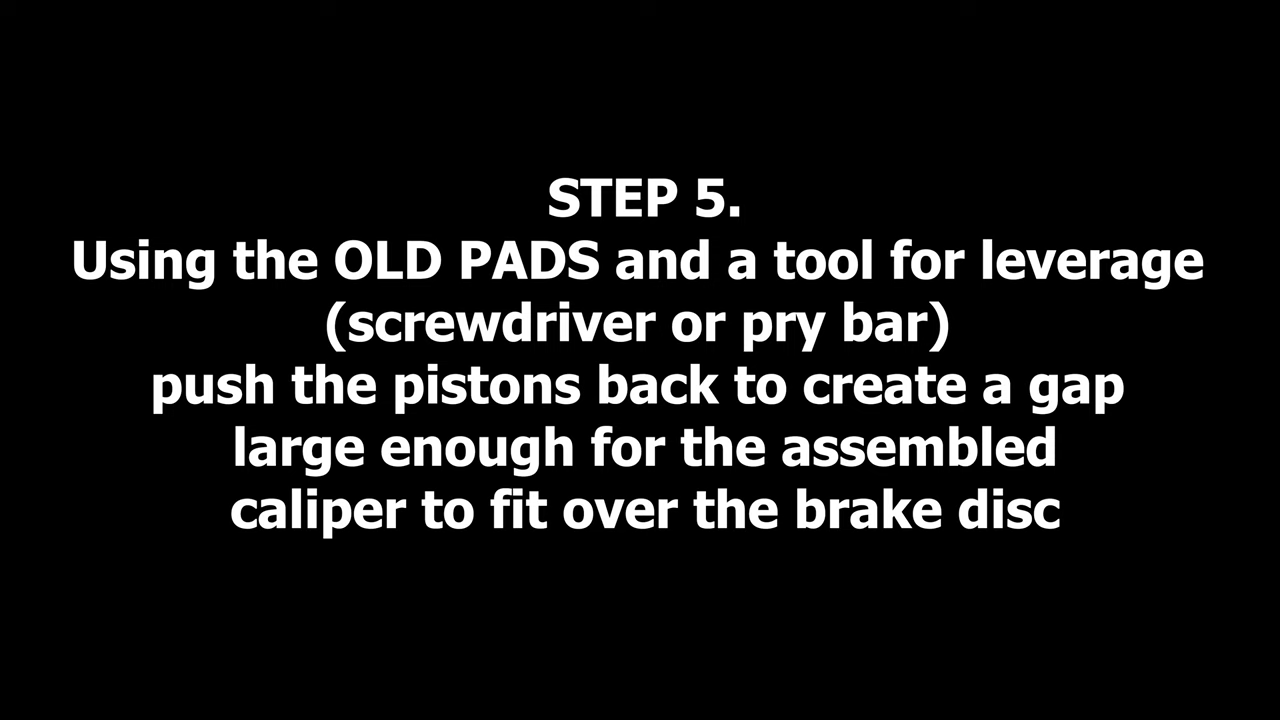 STEP 5.
Using the OLD PADS and a tool for leverage
(screwdriver or pry bar)
push the pistons back to create a gap
large enough for the assembled
caliper to fit over the brake disc